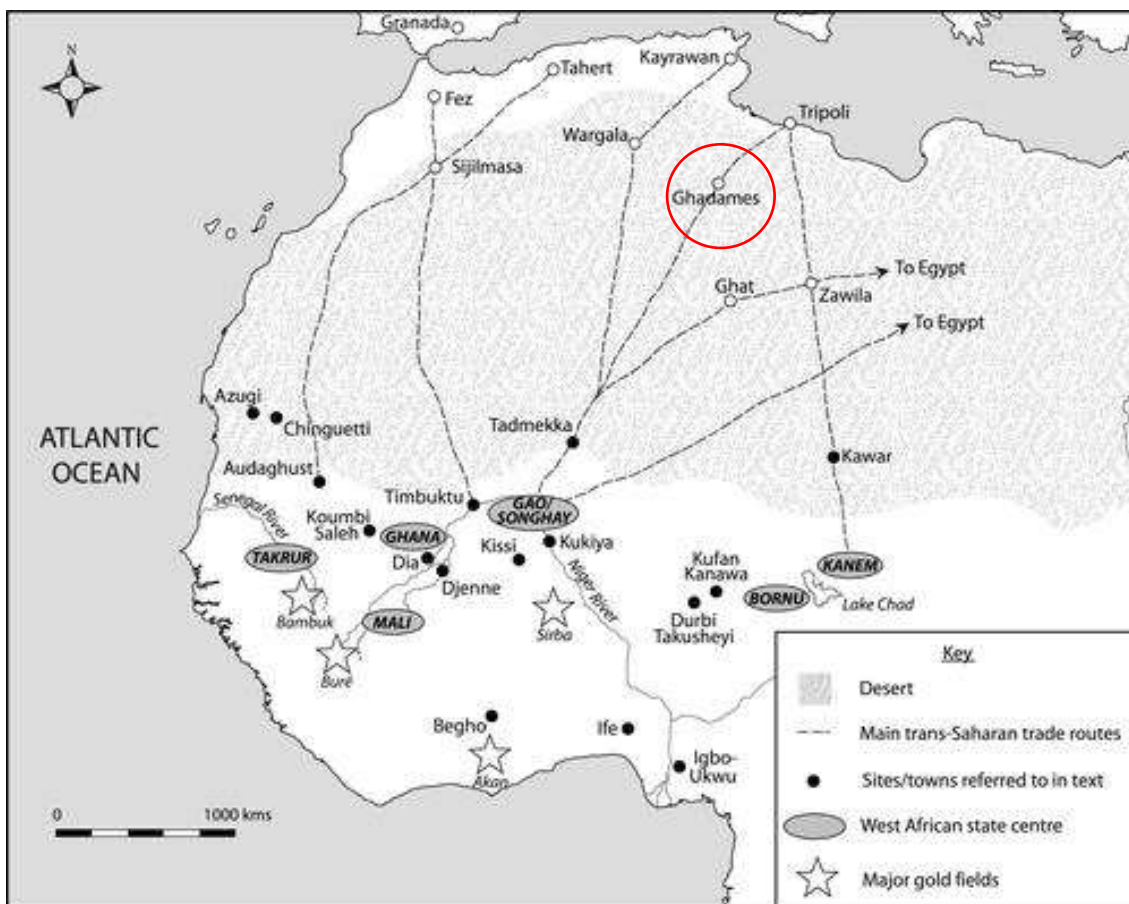 Granada
Kayrawan
Tahert
Fez
Tripoli
Wargala
Sijilmasa
Ghadames
To Egypt
Ghat
Zawila
To Egypt
Azugi
Chinguetti
Tadmekka
ATLANTIC
OCEAN
Kawar
Audaghust
Timbuktu
Senegal River
GAO/
SONGHAY
Koumbi
Saleh
GHANA
Kissi
Kukiya
TAKRUR
Dia
Kufan
Kanawa
KANEM
Djenne
Niger River
BORNU
Lake Chad
Bambuk
MALI
Sirba
Durbi
Takusheyi
Buré
Key
Desert
Begho
Ife
Main trans-Saharan trade routes
Akan
Igbo-
Ukwu
Sites/towns referred to in text
0 1000 kms
West African state centre
Major gold fields
N